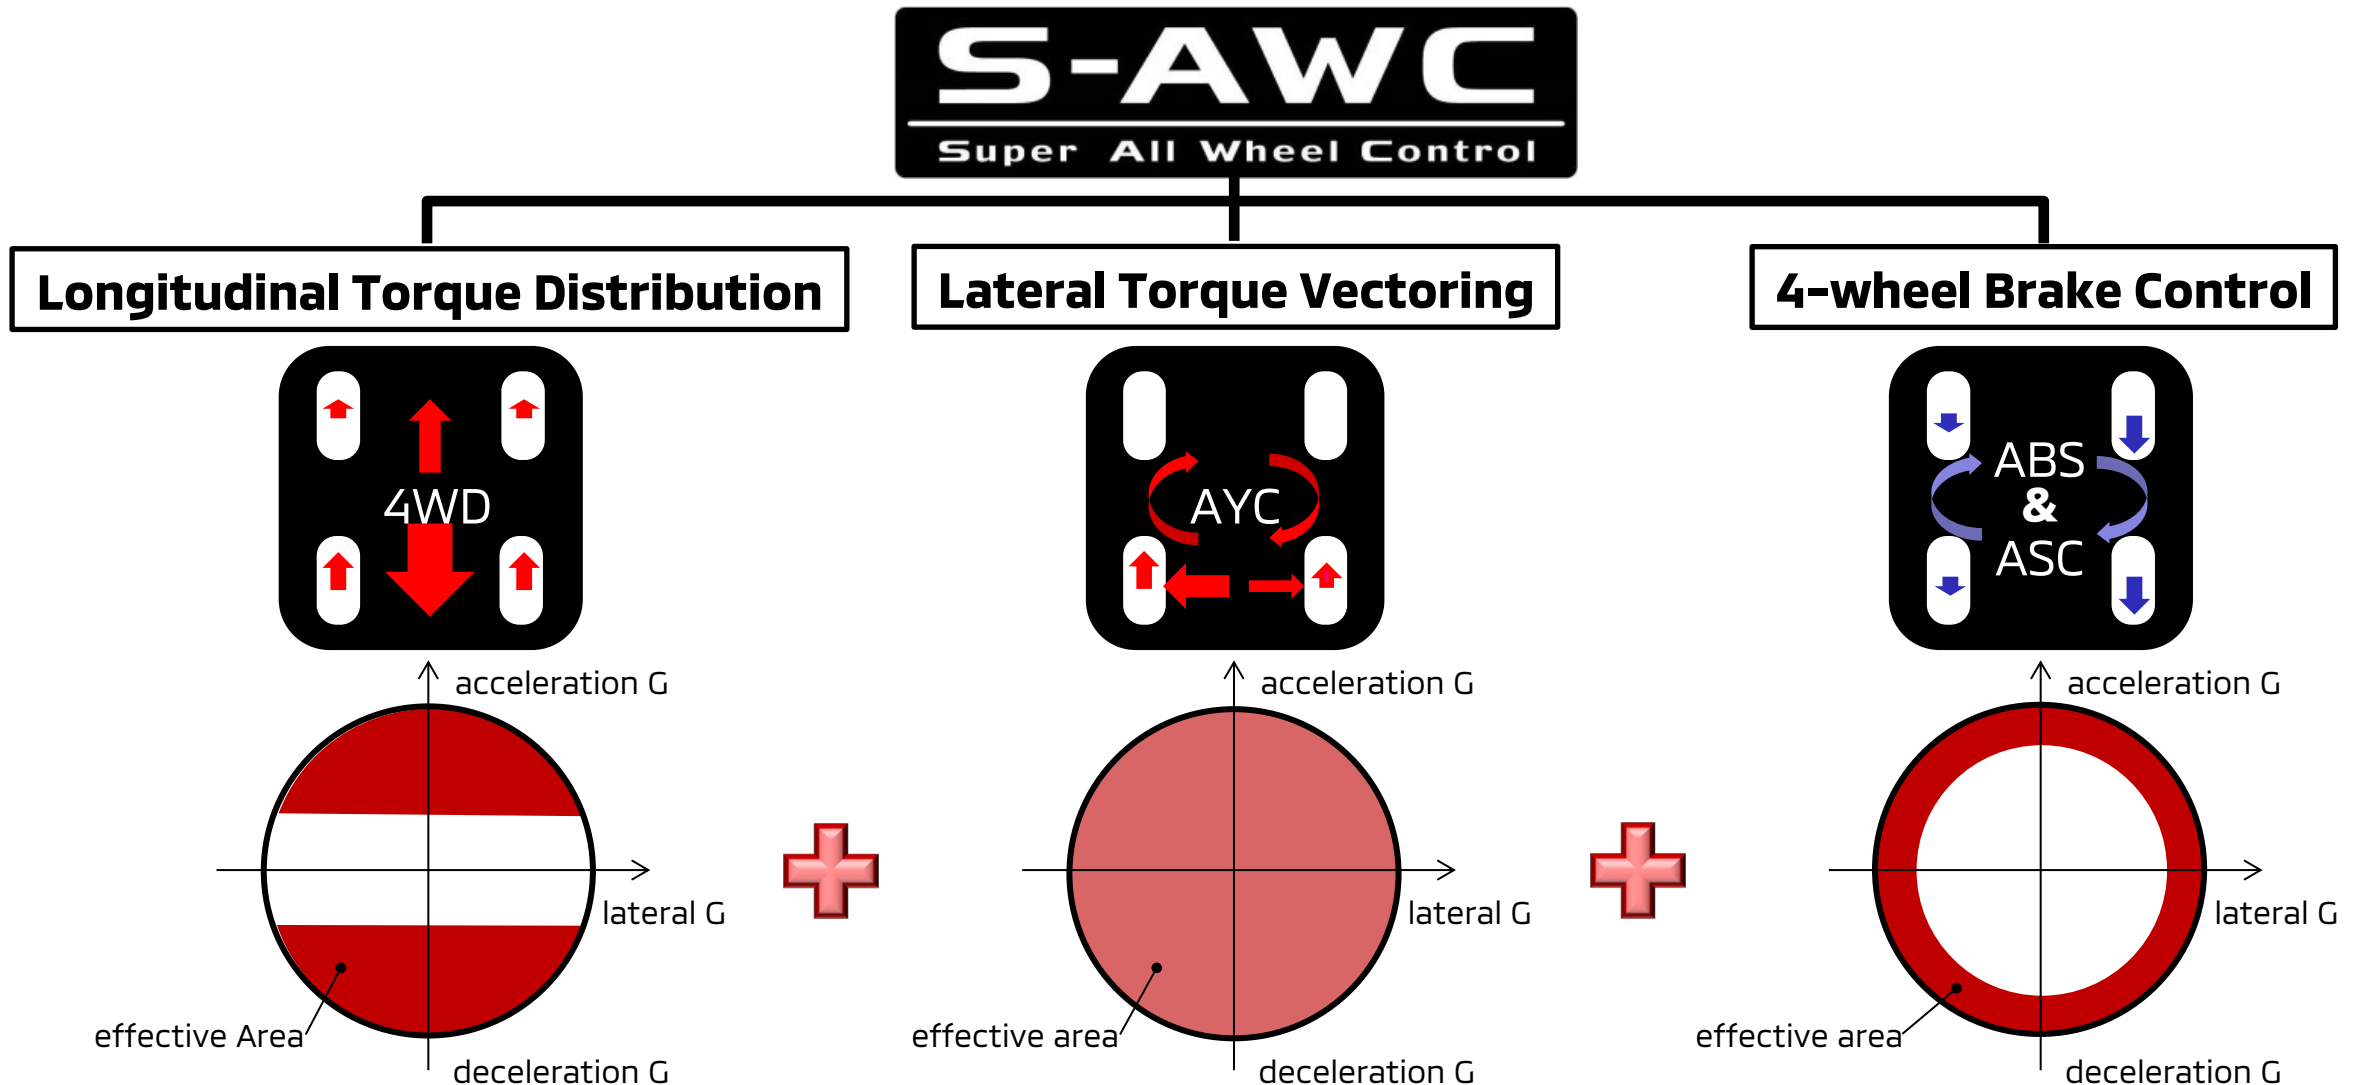 S-AWC
Super All Wheel Control
Longitudinal Torque Distribution
Lateral Torque Vectoring
4-wheel Brake Control
4WD
AYC
ABS
&
ASC
acceleration G
lateral G
effective Area
deceleration G
acceleration G
lateral G
effective area
deceleration G
acceleration G
lateral G
effective area
deceleration G